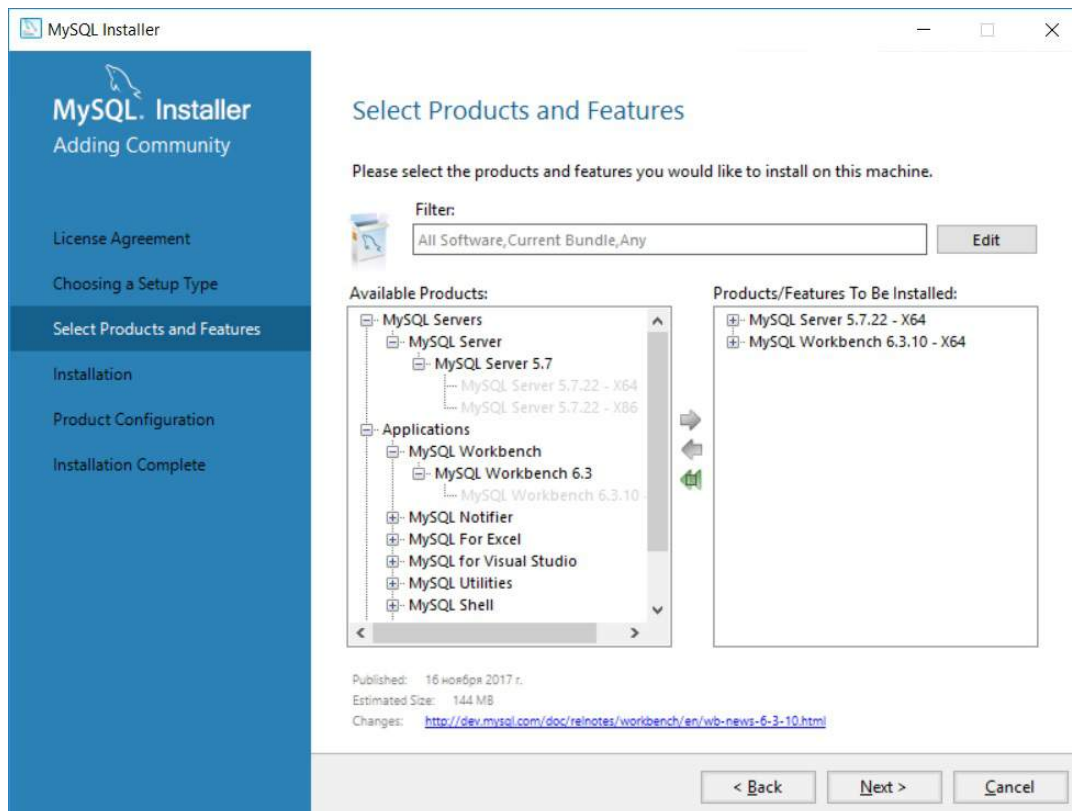 MySQL Installer
MySQL. Installer
Adding Community
License Agreement
Choosing a Setup Type
Select Products and Features
Installation
Product Configuration
Installation Complete
Select Products and Features
Please select the products and features you would like to install on this machine.
Filter:
All Software,Current Bundle,Any
Edit
Available Products:
MySQL Servers
MySQL Server
MySQL Server 5.7
MySQL Server 5.7.22 - X64
MySQL Server 5.7.22 - X86
Applications
MySQL Workbench
MySQL Workbench 6.3
MySQL Workbench 6.3.10 -
MySQL Notifier
MySQL For Excel
MySQL for Visual Studio
MySQL Utilities
MySQL Shell
Products/Features To Be Installed:
MySQL Server 5.7.22 - X64
MySQL Workbench 6.3.10 - X64
Published: 16 ноября 2017 г.
Estimated Size: 144 MB
Changes: http://dev.mysql.com/doc/relnotes/workbench/en/wb-news-6-3-10.html
< Back
Next >
Cancel